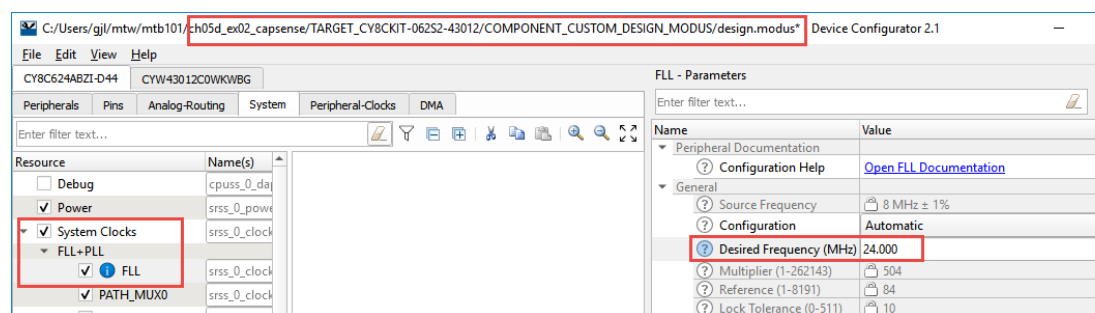 C:/Users/gjl/mtw/mtb101/ch05d_ex02_capsense/TARGET_CY8CKIT-062S2-43012/COMPONENT_CUSTOM_DESIGN_MODUS/design.modus* Device Configurator 2.1
File Edit View Help
CY8C624ABZI-D44 CYW43012C0WKWBG
Peripherals Pins Analog-Routing System Peripheral-Clocks DMA
Enter filter text...
Resource Name(s)
Debug cpuss_0_dap
Power srss_0_powe
System Clocks srss_0_clock
FLL+PLL
FLL srss_0_clock
PATH_MUX0 srss_0_clock
FLL - Parameters
Enter filter text...
Name Value
Peripheral Documentation
Configuration Help Open FLL Documentation
General
Source Frequency 8 MHz ± 1%
Configuration Automatic
Desired Frequency (MHz) 24.000
Multiplier (1-262143) 504
Reference (1-8191) 84
Lock Tolerance (0-511) 10